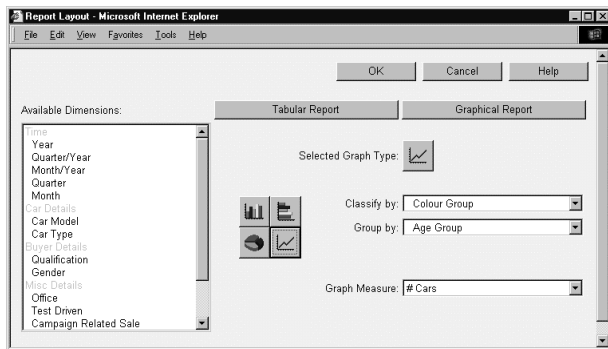 Report Layout - Microsoft Internet Explorer
File Edit View Favorites Tools Help
OK Cancel Help
Available Dimensions: Tabular Report Graphical Report
Time
Year
Quarter/Year
Month/Year
Quarter
Month
Car Details
Car Model
Car Type
Buyer Details
Qualification
Gender
Misc Details
Office
Test Driven
Campaign Related Sale
Selected Graph Type:
Classify by: Colour Group
Group by: Age Group
Graph Measure: # Cars